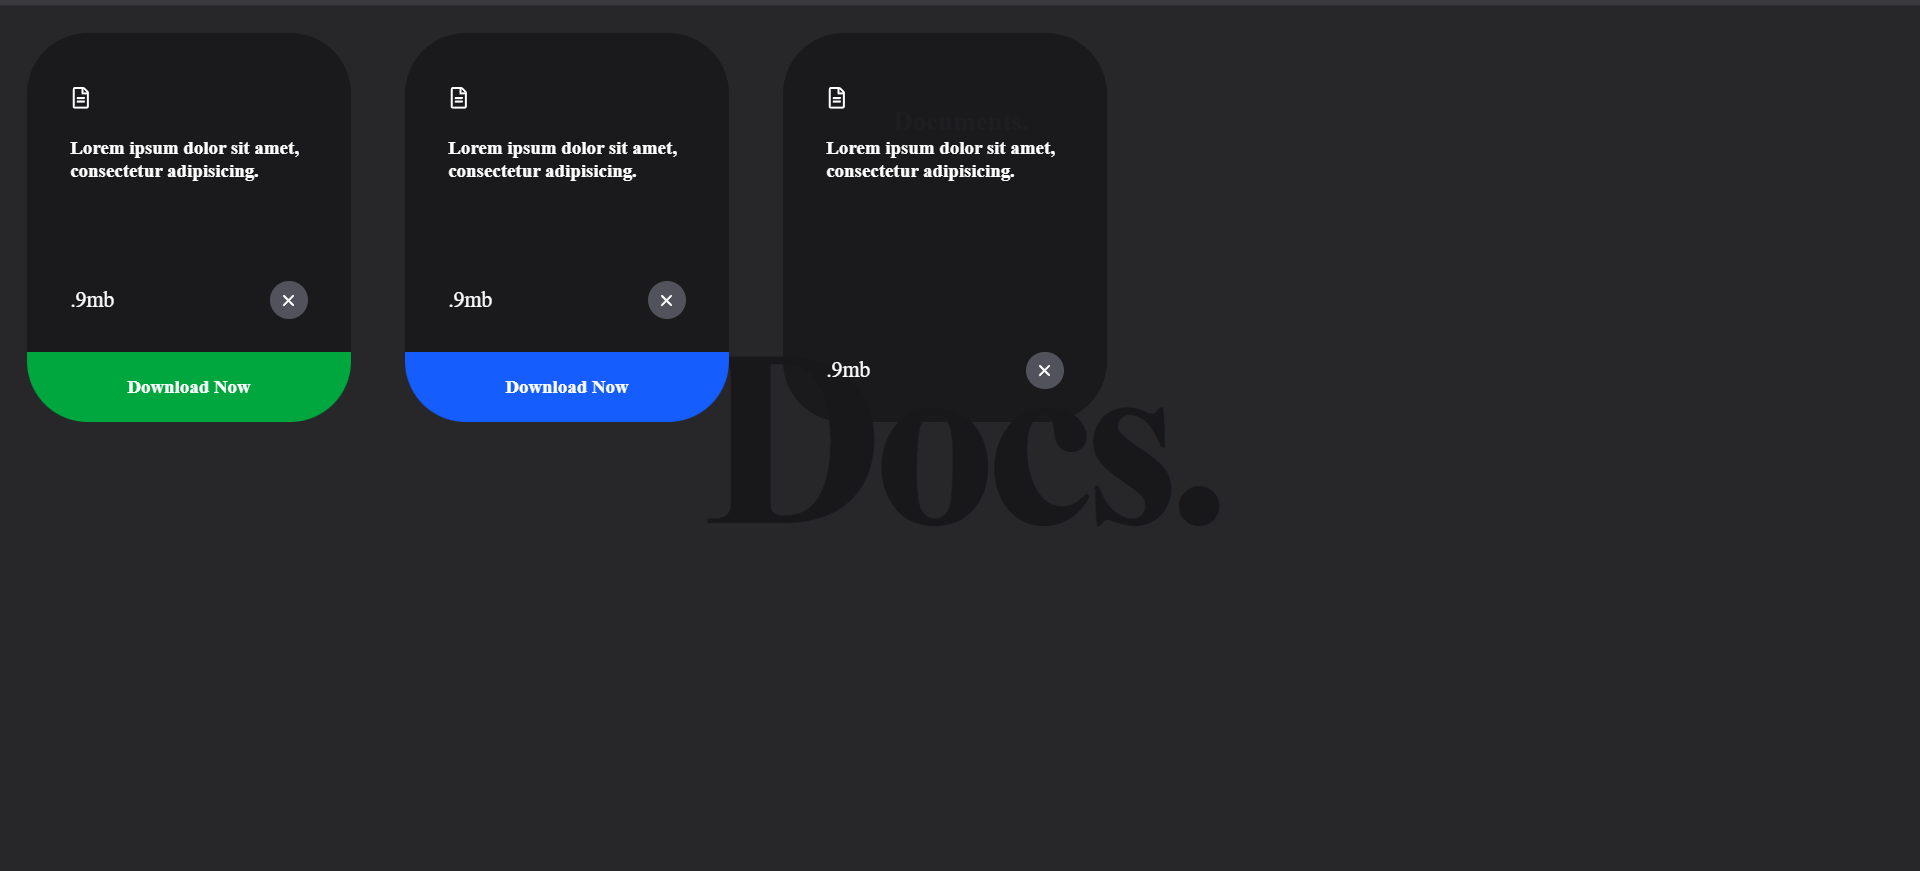 Documents.
Lorem ipsum dolor sit amet,
consectetur adipisicing.
.9mb
Download Now
Lorem ipsum dolor sit amet,
consectetur adipisicing.
.9mb
Download Now
Lorem ipsum dolor sit amet,
consectetur adipisicing.
.9mb
Docs.